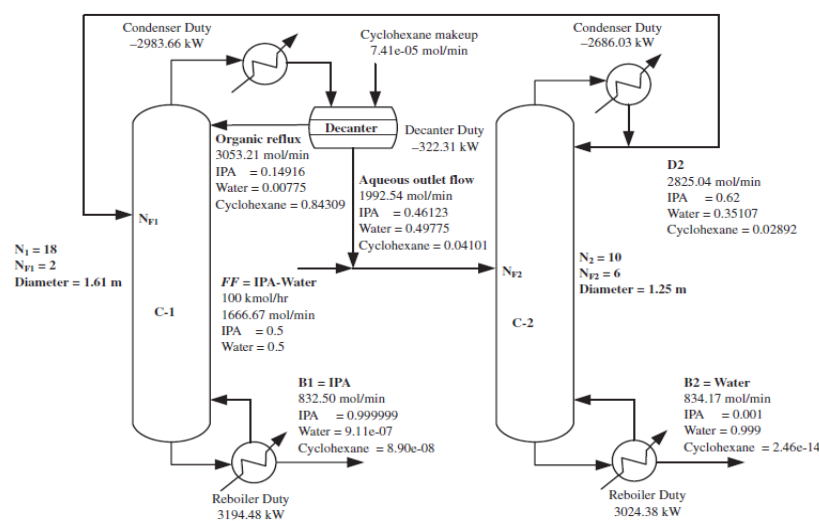 Condenser Duty
−2983.66 kW
Cyclohexane makeup
7.41e-05 mol/min
Condenser Duty
−2686.03 kW
Decanter
Decanter Duty
−322.31 kW
Organic reflux
3053.21 mol/min
IPA = 0.14916
Water = 0.00775
Cyclohexane = 0.84309
Aqueous outlet flow
1992.54 mol/min
IPA = 0.46123
Water = 0.49775
Cyclohexane = 0.04101
D2
2825.04 mol/min
IPA = 0.62
Water = 0.35107
Cyclohexane = 0.02892
N_F1
N_1 = 18
N_F1 = 2
Diameter = 1.61 m
C-1
FF = IPA-Water
100 kmol/hr
1666.67 mol/min
IPA = 0.5
Water = 0.5
N_F2
N_2 = 10
N_F2 = 6
Diameter = 1.25 m
C-2
B1 = IPA
832.50 mol/min
IPA = 0.999999
Water = 9.11e-07
Cyclohexane = 8.90e-08
B2 = Water
834.17 mol/min
IPA = 0.001
Water = 0.999
Cyclohexane = 2.46e-14
Reboiler Duty
3194.48 kW
Reboiler Duty
3024.38 kW